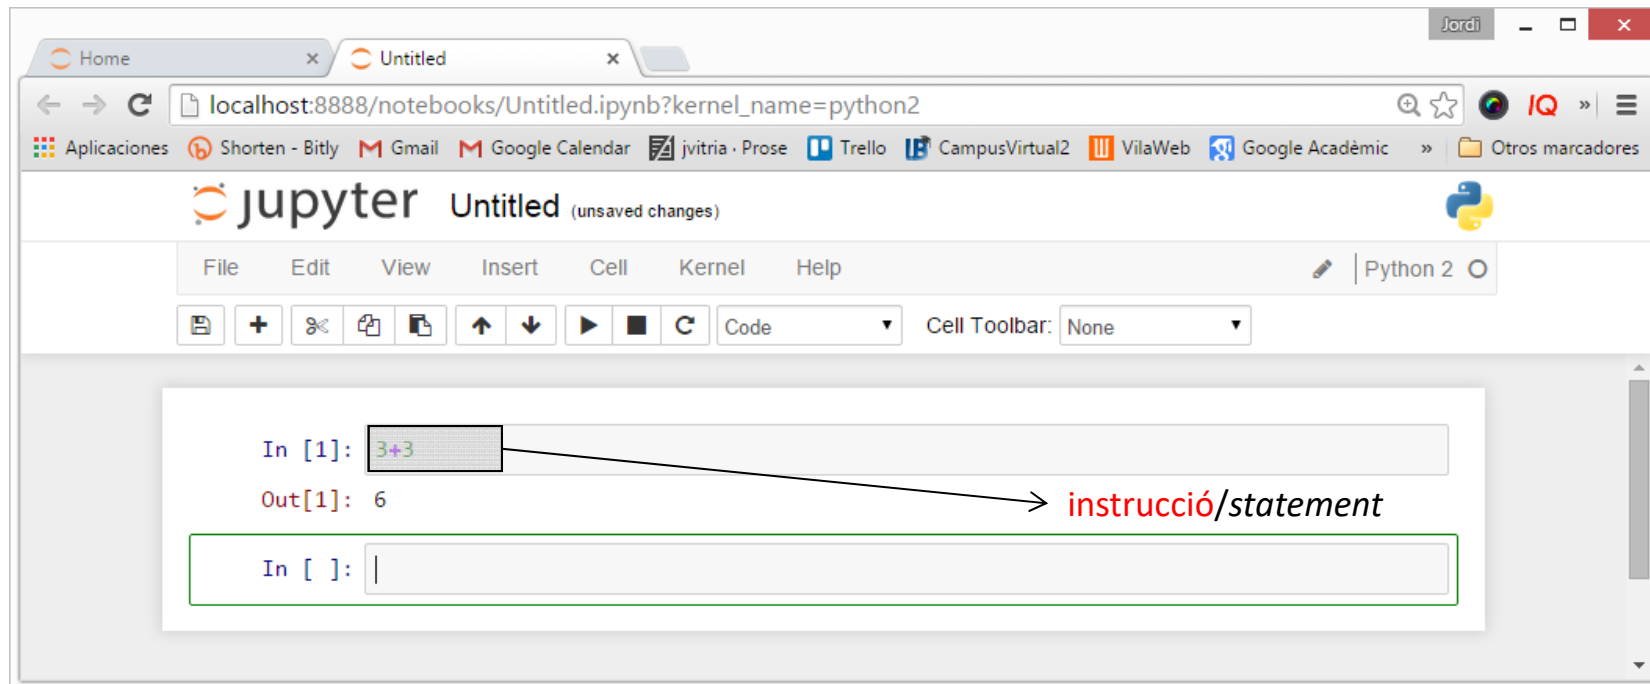 Jordi
Home
Untitled
localhost:8888/notebooks/Untitled.ipynb?kernel_name=python2
IQ »
Aplicaciones Shorten - Bitly Gmail Google Calendar jvitria · Prose Trello CampusVirtual2 VilaWeb Google Acadèmic » Otros marcadores
jupyter Untitled (unsaved changes)
File Edit View Insert Cell Kernel Help Python 2
Code Cell Toolbar: None
In [1]: 3+3
Out[1]: 6
instrucció/statement
In [ ]: